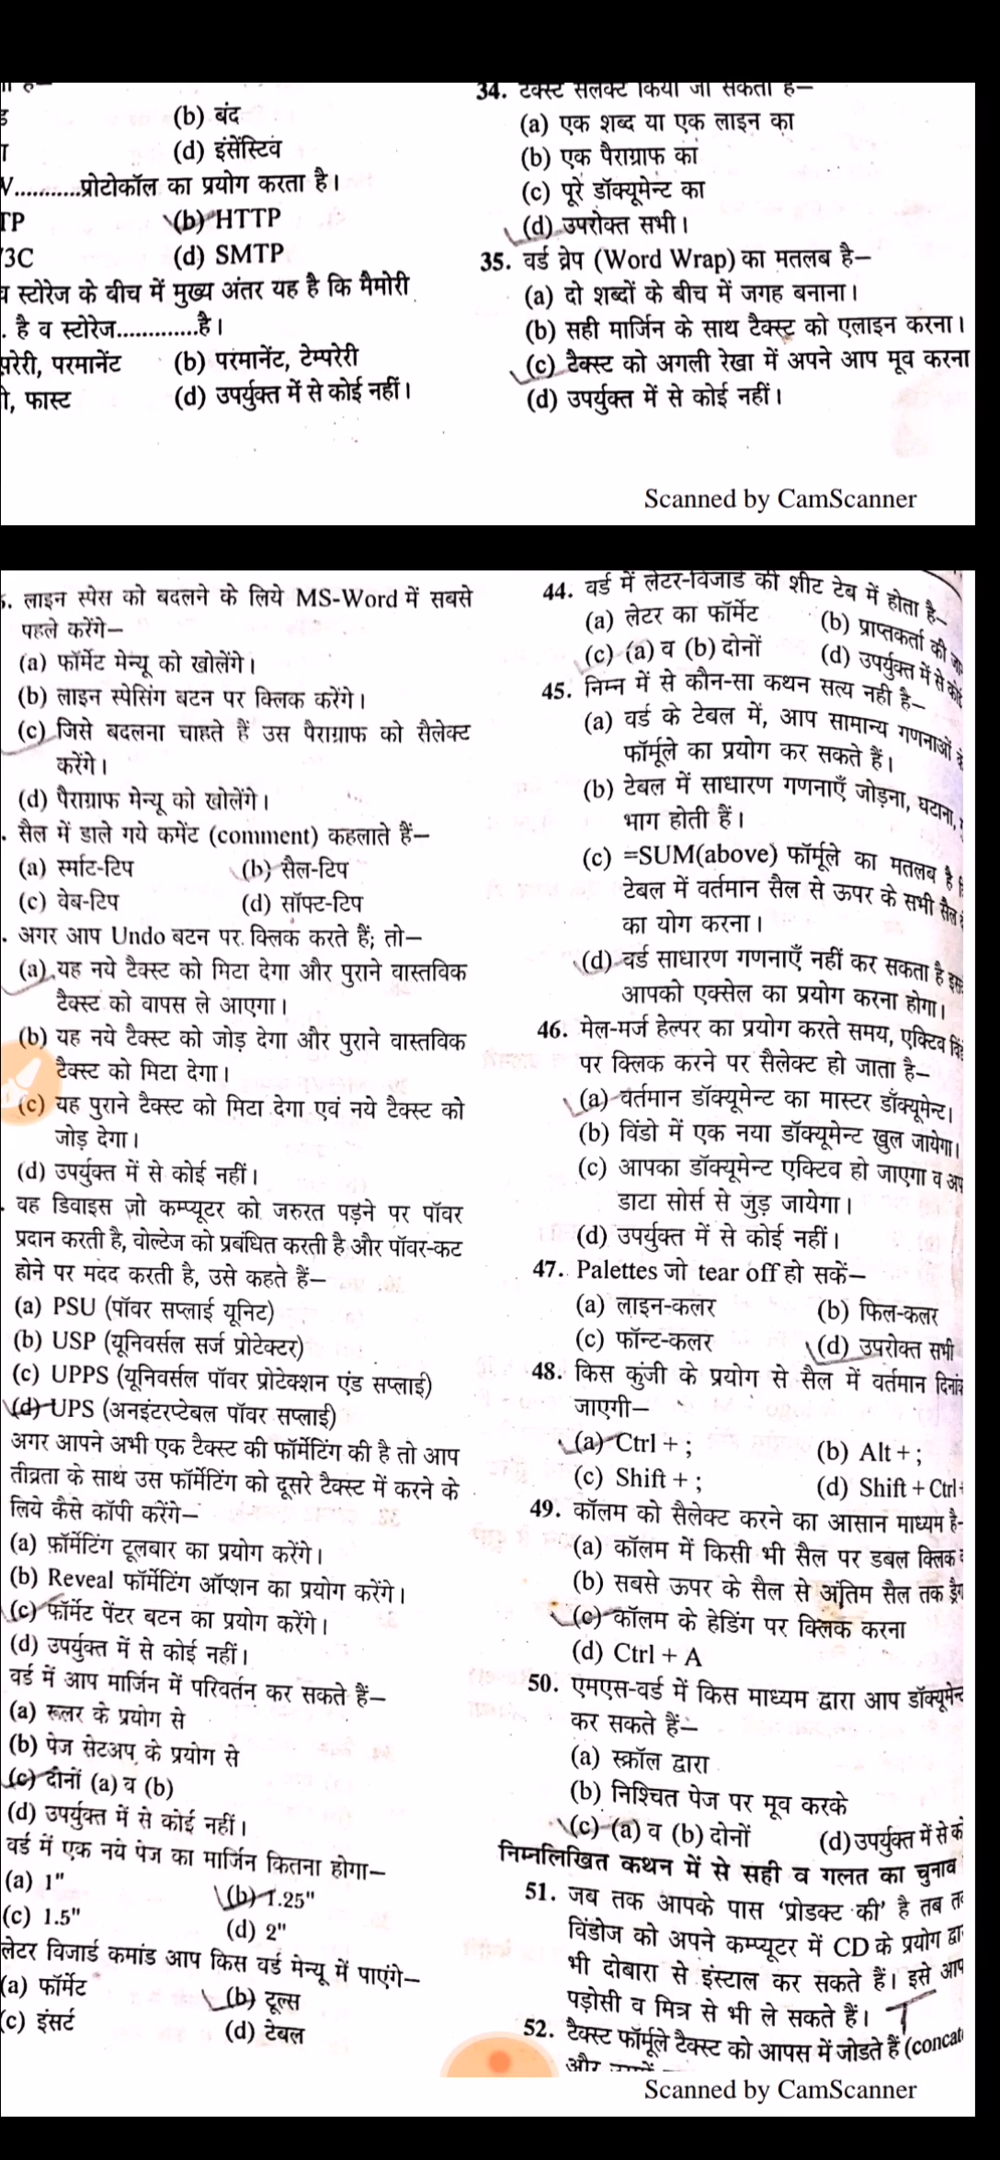 (b) बंद
(d) इंसेंस्टिव
...........प्रोटोकॉल का प्रयोग करता है।
TP
(b) HTTP
3C
(d) SMTP
स्टोरेज के बीच में मुख्य अंतर यह है कि मैमोरी
. है व स्टोरेज.............है।
परमानेंट
(b) परमानेंट, टेम्परेरी
फास्ट
(d) उपर्युक्त में से कोई नहीं।
34. टैक्स्ट सेलेक्ट किया जा सकता है—
(a) एक शब्द या एक लाइन का
(b) एक पैराग्राफ का
(c) पूरे डॉक्यूमेन्ट का
(d) उपरोक्त सभी।
35. वर्ड व्रेप (Word Wrap) का मतलब है—
(a) दो शब्दों के बीच में जगह बनाना।
(b) सही मार्जिन के साथ टैक्स्ट को एलाइन करना।
(c) टैक्स्ट को अगली रेखा में अपने आप मूव करना
(d) उपर्युक्त में से कोई नहीं।
Scanned by CamScanner
. लाइन स्पेस को बदलने के लिये MS-Word में सबसे
पहले करेंगे—
(a) फॉर्मेट मेन्यू को खोलेंगे।
(b) लाइन स्पेसिंग बटन पर क्लिक करेंगे।
(c) जिसे बदलना चाहते हैं उस पैराग्राफ को सैलेक्ट
करेंगे।
(d) पैराग्राफ मेन्यू को खोलेंगे।
. सैल में डाले गये कमेंट (comment) कहलाते हैं—
(a) स्मार्ट-टिप
(b) सैल-टिप
(c) वेब-टिप
(d) सॉफ्ट-टिप
. अगर आप Undo बटन पर क्लिक करते हैं; तो—
(a) यह नये टैक्स्ट को मिटा देगा और पुराने वास्तविक
टैक्स्ट को वापस ले आएगा।
(b) यह नये टैक्स्ट को जोड़ देगा और पुराने वास्तविक
टैक्स्ट को मिटा देगा।
(c) यह पुराने टैक्स्ट को मिटा देगा एवं नये टैक्स्ट को
जोड़ देगा।
(d) उपर्युक्त में से कोई नहीं।
. वह डिवाइस जो कम्प्यूटर को जरुरत पड़ने पर पॉवर
प्रदान करती है, वोल्टेज को प्रबंधित करती है और पॉवर-कट
होने पर मदद करती है, उसे कहते हैं—
(a) PSU (पॉवर सप्लाई यूनिट)
(b) USP (यूनिवर्सल सर्ज प्रोटेक्टर)
(c) UPPS (यूनिवर्सल पॉवर प्रोटेक्शन एंड सप्लाई)
(d) UPS (अनइंटरप्टेबल पॉवर सप्लाई)
अगर आपने अभी एक टैक्स्ट की फॉर्मेटिंग की है तो आप
तीव्रता के साथ उस फॉर्मेटिंग को दूसरे टैक्स्ट में करने के
लिये कैसे कॉपी करेंगे—
(a) फ़ॉर्मेटिंग टूलबार का प्रयोग करेंगे।
(b) Reveal फॉर्मेटिंग ऑप्शन का प्रयोग करेंगे।
(c) फॉर्मेट पेंटर बटन का प्रयोग करेंगे।
(d) उपर्युक्त में से कोई नहीं।
वर्ड में आप मार्जिन में परिवर्तन कर सकते हैं—
(a) रूलर के प्रयोग से
(b) पेज सेटअप के प्रयोग से
(c) दोनों (a) व (b)
(d) उपर्युक्त में से कोई नहीं।
वर्ड में एक नये पेज का मार्जिन कितना होगा—
(a) 1"
(b) 1.25"
(c) 1.5"
(d) 2"
लेटर विजार्ड कमांड आप किस वर्ड मेन्यू में पाएंगे—
(a) फॉर्मेट
(b) टूल्स
(c) इंसर्ट
(d) टेबल
44. वर्ड में लेटर-विजार्ड की शीट टेब में होता है—
(a) लेटर का फॉर्मेट
(b) प्राप्तकर्ता की
(c) (a) व (b) दोनों
(d) उपर्युक्त में से
45. निम्न में से कौन-सा कथन सत्य नही है—
(a) वर्ड के टेबल में, आप सामान्य गणनाओं
फॉर्मूले का प्रयोग कर सकते हैं।
(b) टेबल में साधारण गणनाएँ जोड़ना, घटाना,
भाग होती हैं।
(c) =SUM(above) फॉर्मूले का मतलब है
टेबल में वर्तमान सैल से ऊपर के सभी सैल
का योग करना।
(d) वर्ड साधारण गणनाएँ नहीं कर सकता है
आपको एक्सेल का प्रयोग करना होगा।
46. मेल-मर्ज हेल्पर का प्रयोग करते समय, एक्टिव
पर क्लिक करने पर सैलेक्ट हो जाता है—
(a) वर्तमान डॉक्यूमेन्ट का मास्टर डॉक्यूमेन्ट।
(b) विंडो में एक नया डॉक्यूमेन्ट खुल जायेगा।
(c) आपका डॉक्यूमेन्ट एक्टिव हो जाएगा व
डाटा सोर्स से जुड़ जायेगा।
(d) उपर्युक्त में से कोई नहीं।
47. Palettes जो tear off हो सकें—
(a) लाइन-कलर
(b) फिल-कलर
(c) फॉन्ट-कलर
(d) उपरोक्त सभी
48. किस कुंजी के प्रयोग से सैल में वर्तमान दिनांक
जाएगी—
(a) Ctrl + ;
(b) Alt + ;
(c) Shift + ;
(d) Shift + Ctrl
49. कॉलम को सैलेक्ट करने का आसान माध्यम है
(a) कॉलम में किसी भी सैल पर डबल क्लिक
(b) सबसे ऊपर के सैल से अंतिम सैल तक
(c) कॉलम के हेडिंग पर क्लिक करना
(d) Ctrl + A
50. एमएस-वर्ड में किस माध्यम द्वारा आप
कर सकते हैं—
(a) स्क्रॉल द्वारा
(b) निश्चित पेज पर मूव करके
(c) (a) व (b) दोनों
(d) उपर्युक्त में से
निम्नलिखित कथन में से सही व गलत का चुनाव
51. जब तक आपके पास ‘प्रोडक्ट की’ है तब
विंडोज को अपने कम्प्यूटर में CD के प्रयोग
भी दोबारा से इंस्टाल कर सकते हैं। इसे आप
पड़ोसी व मित्र से भी ले सकते हैं। T
52. टैक्स्ट फॉर्मूले टैक्स्ट को आपस में जोडते हैं (concat
और
Scanned by CamScanner